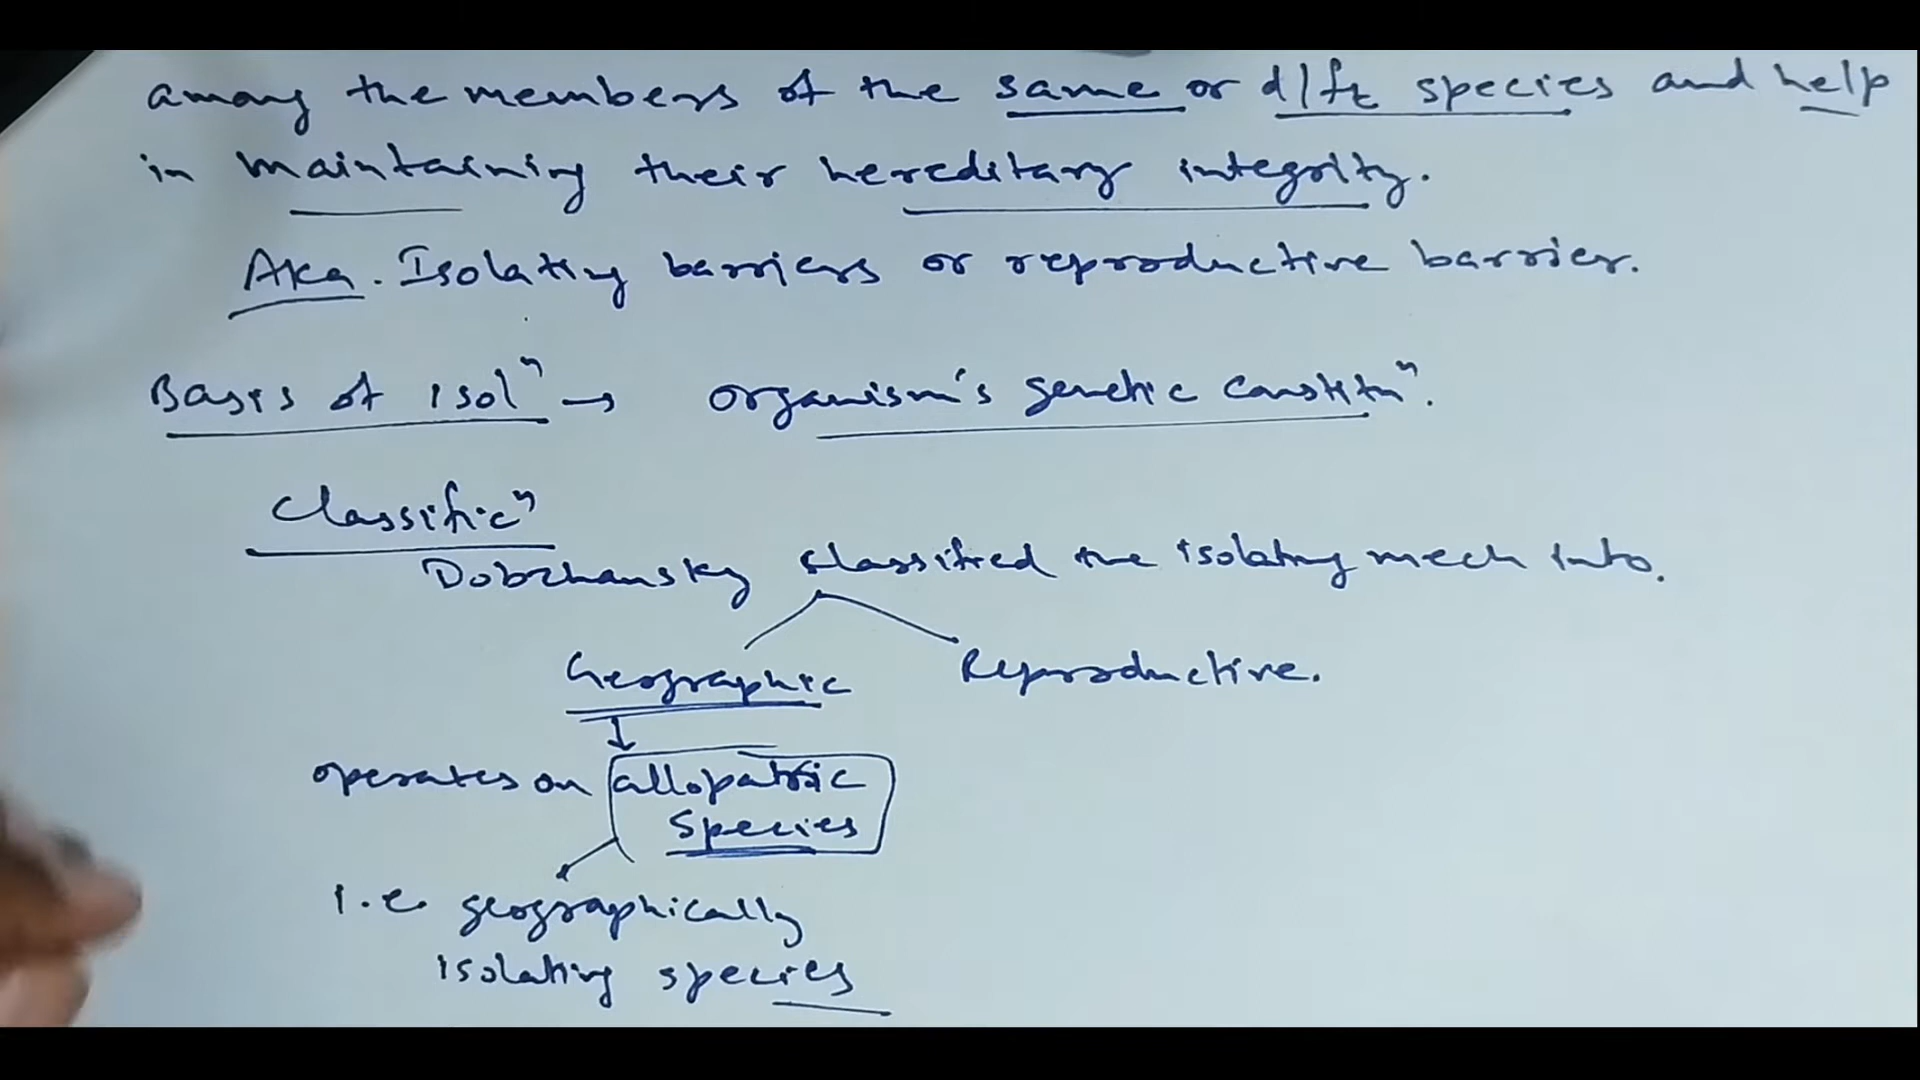 among the members of the same or d/ft species and help
in maintaining their hereditary integrity.
Aka. Isolating barriers or reproductive barrier.
Basis of Isolⁿ → organism's genetic constitnⁿ.
Classificⁿ
Dobzhansky classified the isolating mech into.
Geographic Reproductive.
operates on allopatric
species
i.e geographically
isolating species